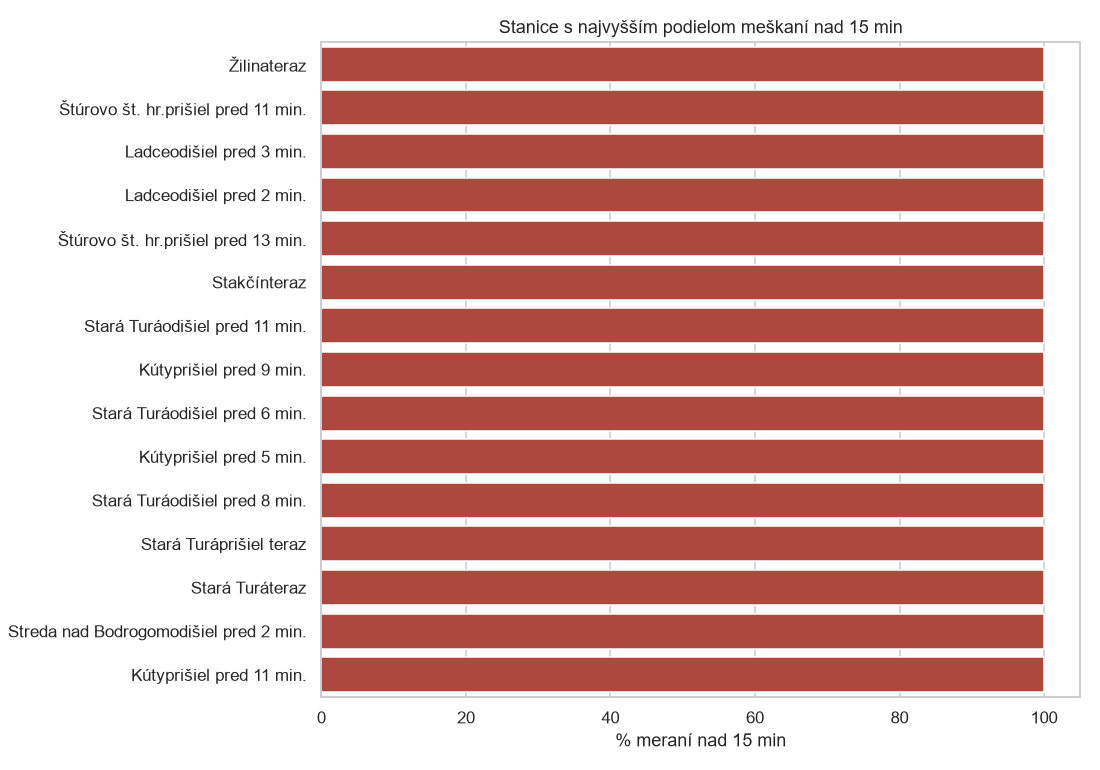 Stanice s najvyšším podielom meškaní nad 15 min
Žilinateraz
Štúrovo št. hr.prišiel pred 11 min.
Ladceodišiel pred 3 min.
Ladceodišiel pred 2 min.
Štúrovo št. hr.prišiel pred 13 min.
Stakčínteraz
Stará Turáodišiel pred 11 min.
Kútyprišiel pred 9 min.
Stará Turáodišiel pred 6 min.
Kútyprišiel pred 5 min.
Stará Turáodišiel pred 8 min.
Stará Turáprišiel teraz
Stará Turáteraz
Streda nad Bodrogomodišiel pred 2 min.
Kútyprišiel pred 11 min.
0 20 40 60 80 100
% meraní nad 15 min